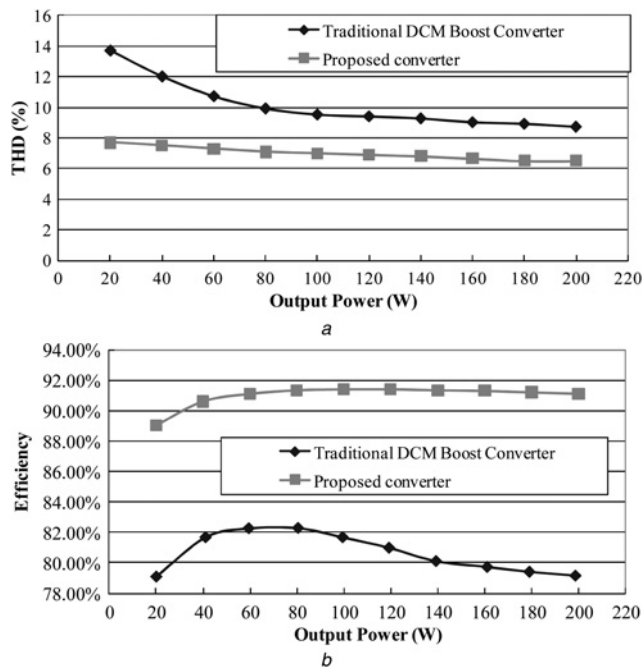 16
14
12
10
8
6
4
2
0
THD (%)
Traditional DCM Boost Converter
Proposed converter
0 20 40 60 80 100 120 140 160 180 200 220
Output Power (W)
a
94.00%
92.00%
90.00%
88.00%
86.00%
84.00%
82.00%
80.00%
78.00%
Efficiency
Traditional DCM Boost Converter
Proposed converter
0 20 40 60 80 100 120 140 160 180 200 220
Output Power (W)
b